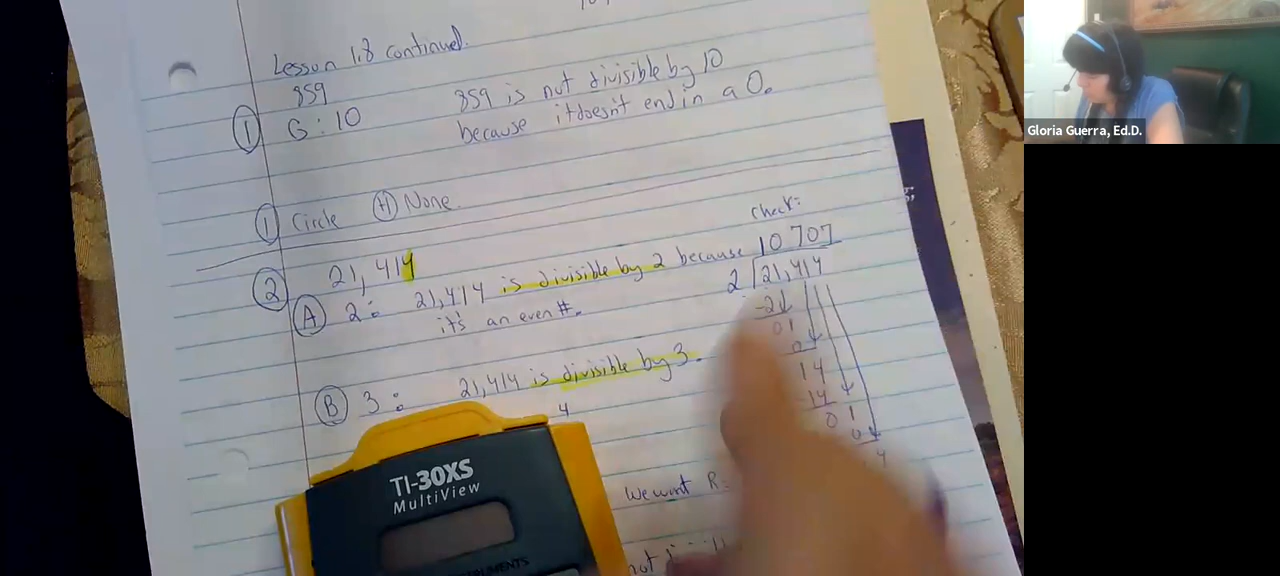 Lesson 1.8 continued.
859
① G: 10
859 is not divisible by 10
because it doesn't end in a 0.
① Circle Ⓗ None.
② 21,414
Ⓐ 2: 21,414 is divisible by 2 because
it's an even #.
check:
10 707
2 21,414
-2
01
0
14
-14
01
0
4
Ⓑ 3: 21,414 is divisible by 3.
4
We want R
not
TI-30XS
MultiView
Gloria Guerra, Ed.D.